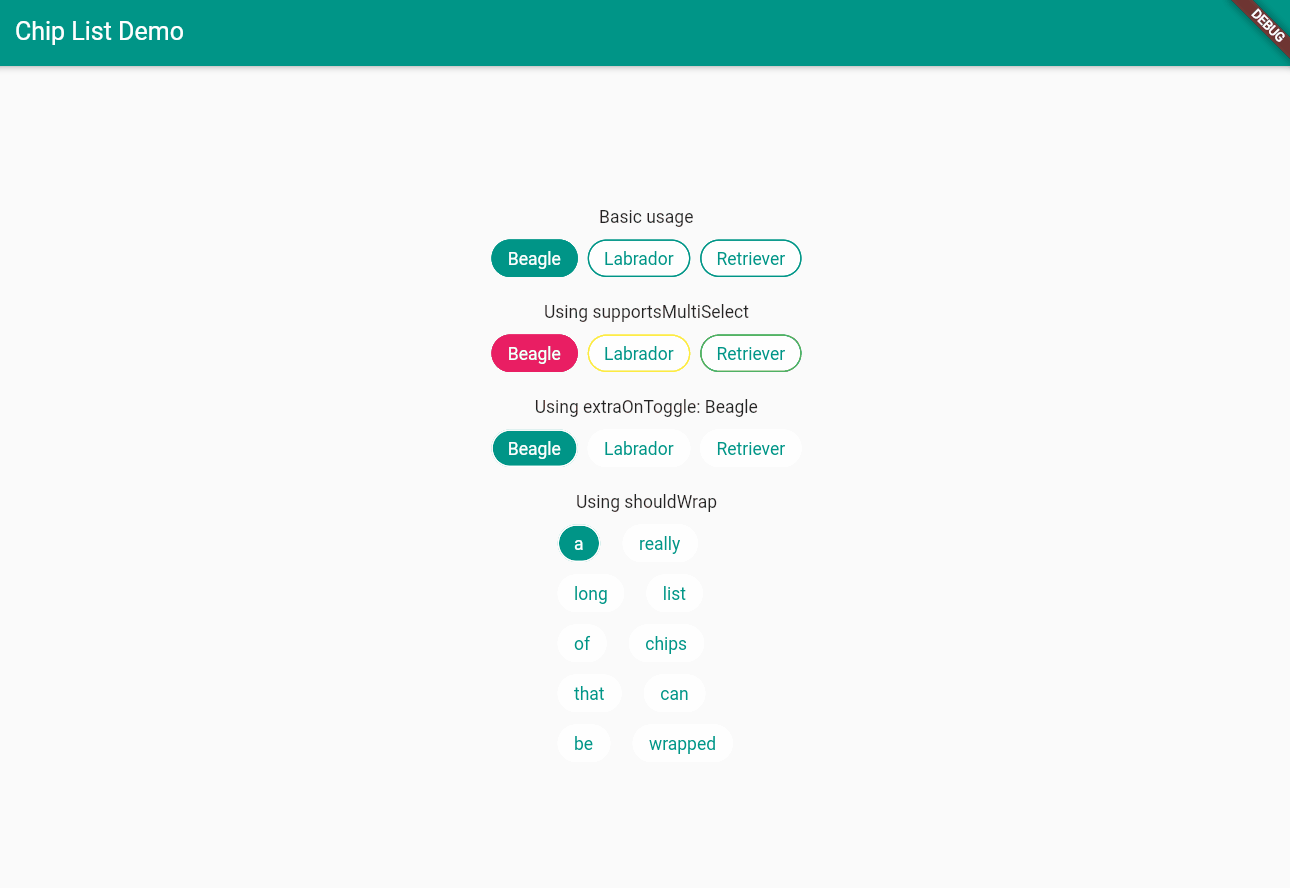 Chip List Demo
DEBUG
Basic usage
Beagle Labrador Retriever
Using supportsMultiSelect
Beagle Labrador Retriever
Using extraOnToggle: Beagle
Beagle Labrador Retriever
Using shouldWrap
a really
long list
of chips
that can
be wrapped